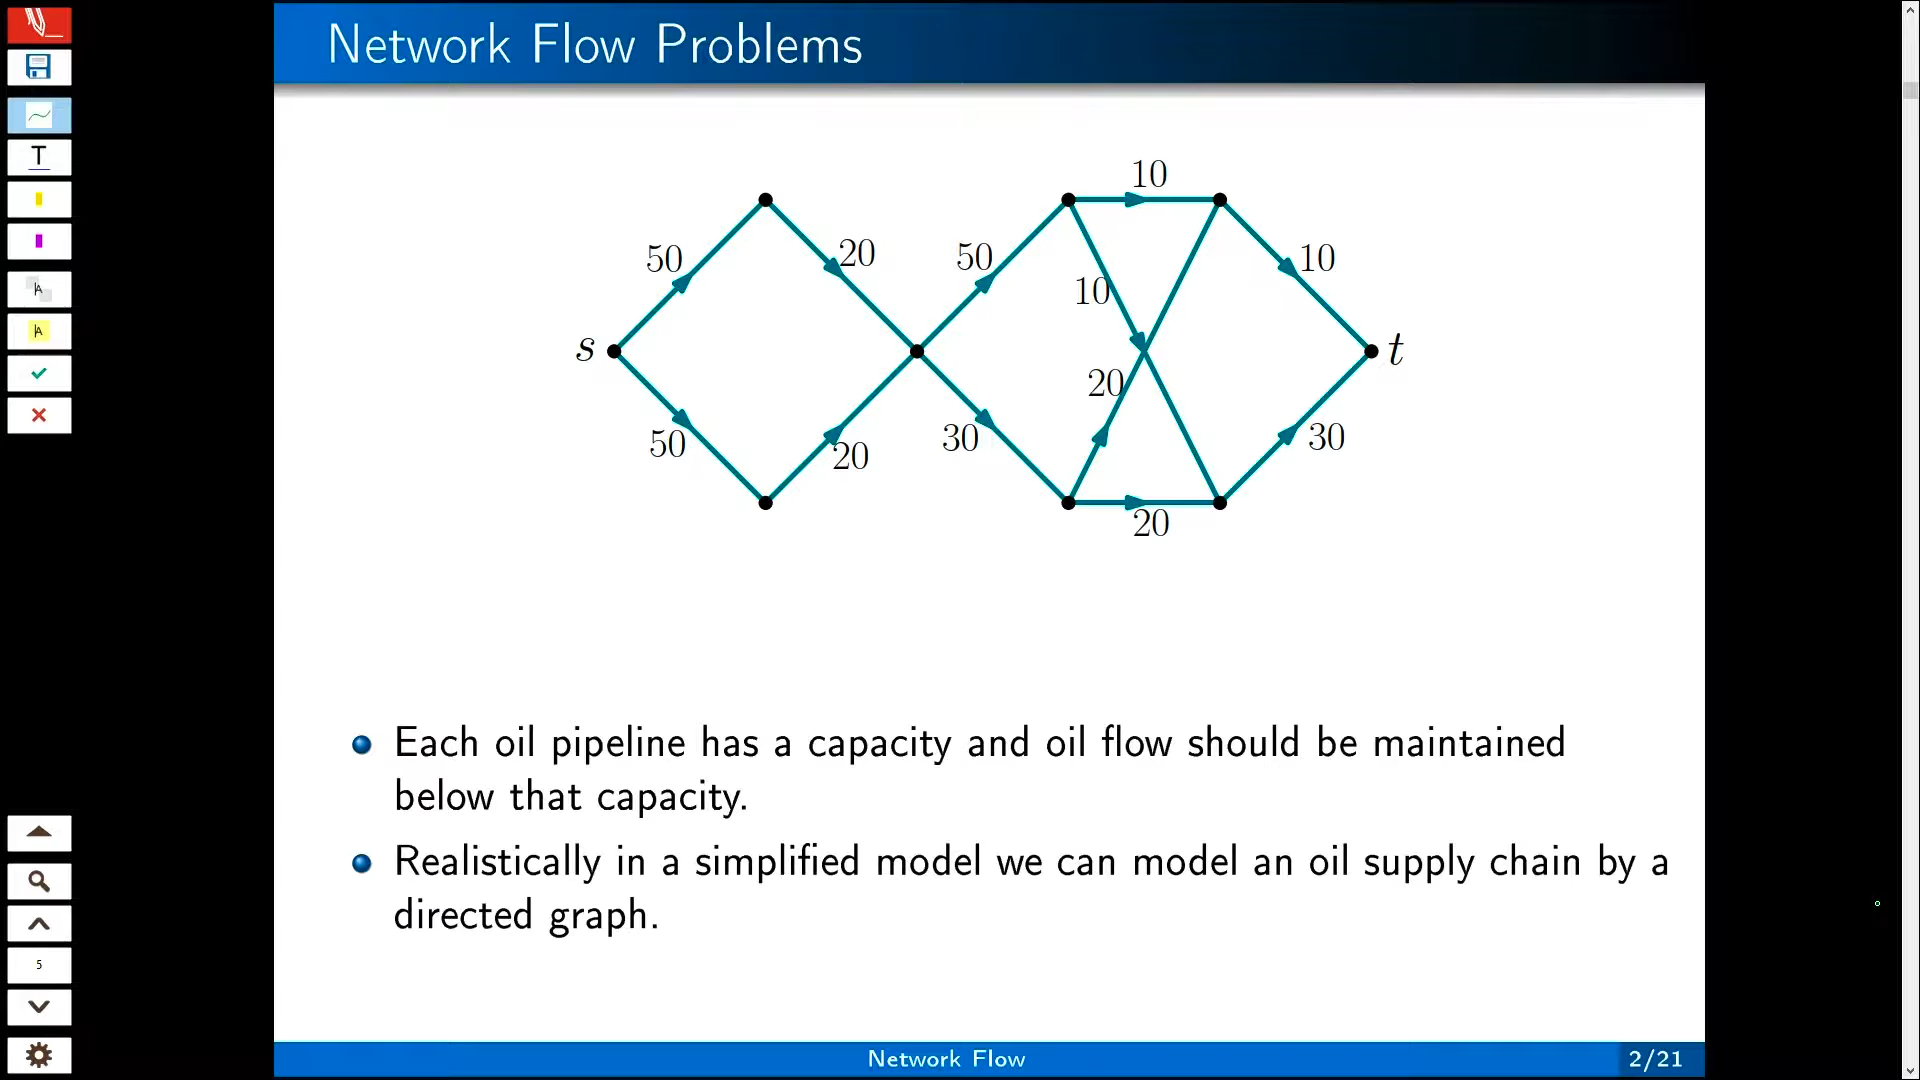 Network Flow Problems
10
50
20
50
10
10
s
t
20
50
20
30
30
20
Each oil pipeline has a capacity and oil flow should be maintained
below that capacity.
Realistically in a simplified model we can model an oil supply chain by a
directed graph.
Network Flow
2/21
T
A
A
5